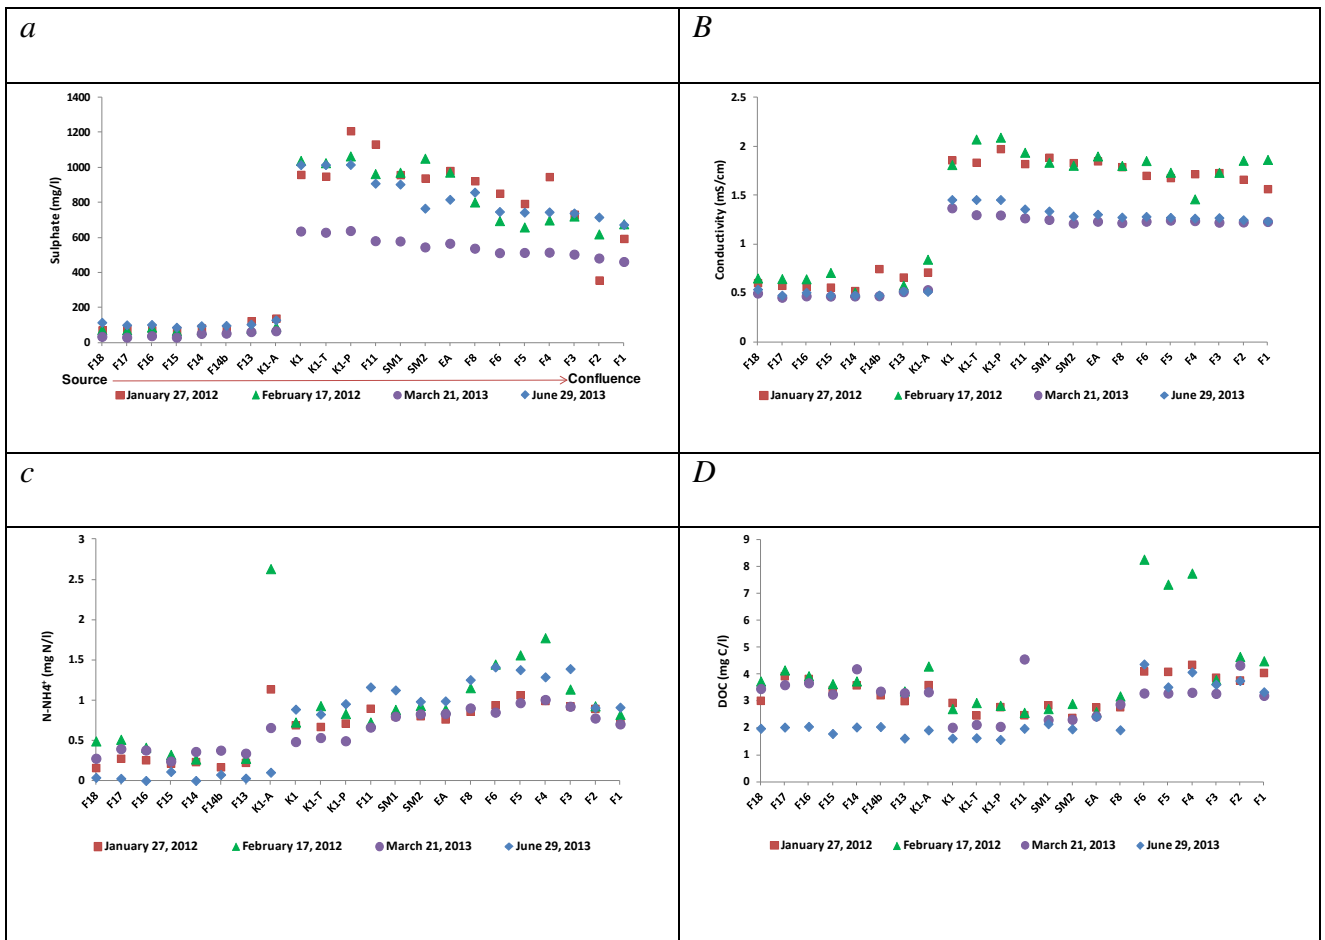 a
B
1400
1200
1000
800
600
400
200
0
Sulphate (mg/l)
F18 F17 F16 F15 F14 F14b F13 K1-A K1 K1-T K1-P F11 SM1 SM2 EA F8 F6 F5 F4 F3 F2 F1
Source Confluence
January 27, 2012 February 17, 2012 March 21, 2013 June 29, 2013
2.5
2
1.5
1
0.5
0
Conductivity (mS/cm)
F18 F17 F16 F15 F14 F14b F13 K1-A K1 K1-T K1-P F11 SM1 SM2 EA F8 F6 F5 F4 F3 F2 F1
January 27, 2012 February 17, 2012 March 21, 2013 June 29, 2013
c
D
3
2.5
2
1.5
1
0.5
0
N-NH4⁺ (mg N/l)
F18 F17 F16 F15 F14 F14b F13 K1-A K1 K1-T K1-P F11 SM1 SM2 EA F8 F6 F5 F4 F3 F2 F1
January 27, 2012 February 17, 2012 March 21, 2013 June 29, 2013
9
8
7
6
5
4
3
2
1
0
DOC (mg C/l)
F18 F17 F16 F15 F14 F14b F13 K1-A K1 K1-T K1-P F11 SM1 SM2 EA F8 F6 F5 F4 F3 F2 F1
January 27, 2012 February 17, 2012 March 21, 2013 June 29, 2013